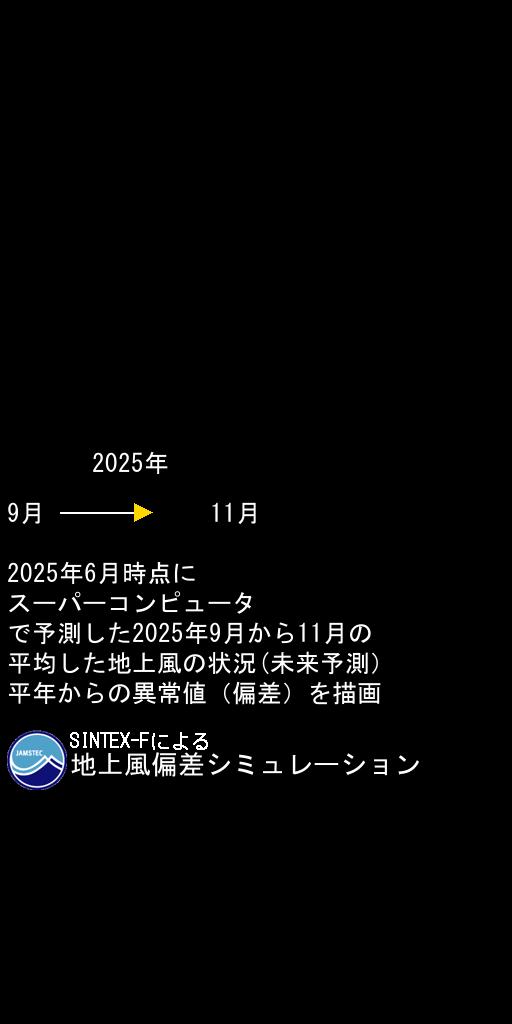 2025年
9月 11月
2025年6月時点に
スーパーコンピュータ
で予測した2025年9月から11月の
平均した地上風の状況(未来予測)
平年からの異常値（偏差）を描画
SINTEX-Fによる
JAMSTEC
地上風偏差シミュレーション